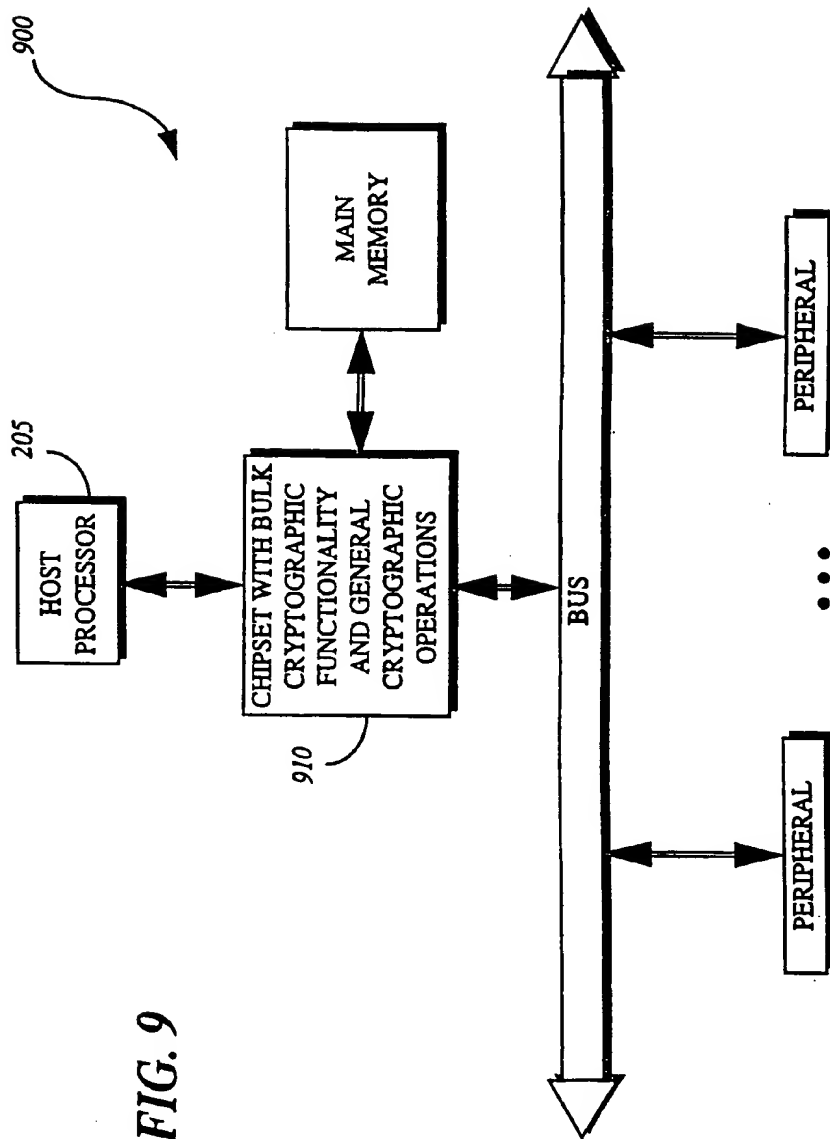 FIG. 9
900
205
HOST
PROCESSOR
CHIPSET WITH BULK
CRYPTOGRAPHIC
FUNCTIONALITY
AND GENERAL
CRYPTOGRAPHIC
OPERATIONS
910
MAIN
MEMORY
BUS
PERIPHERAL
PERIPHERAL